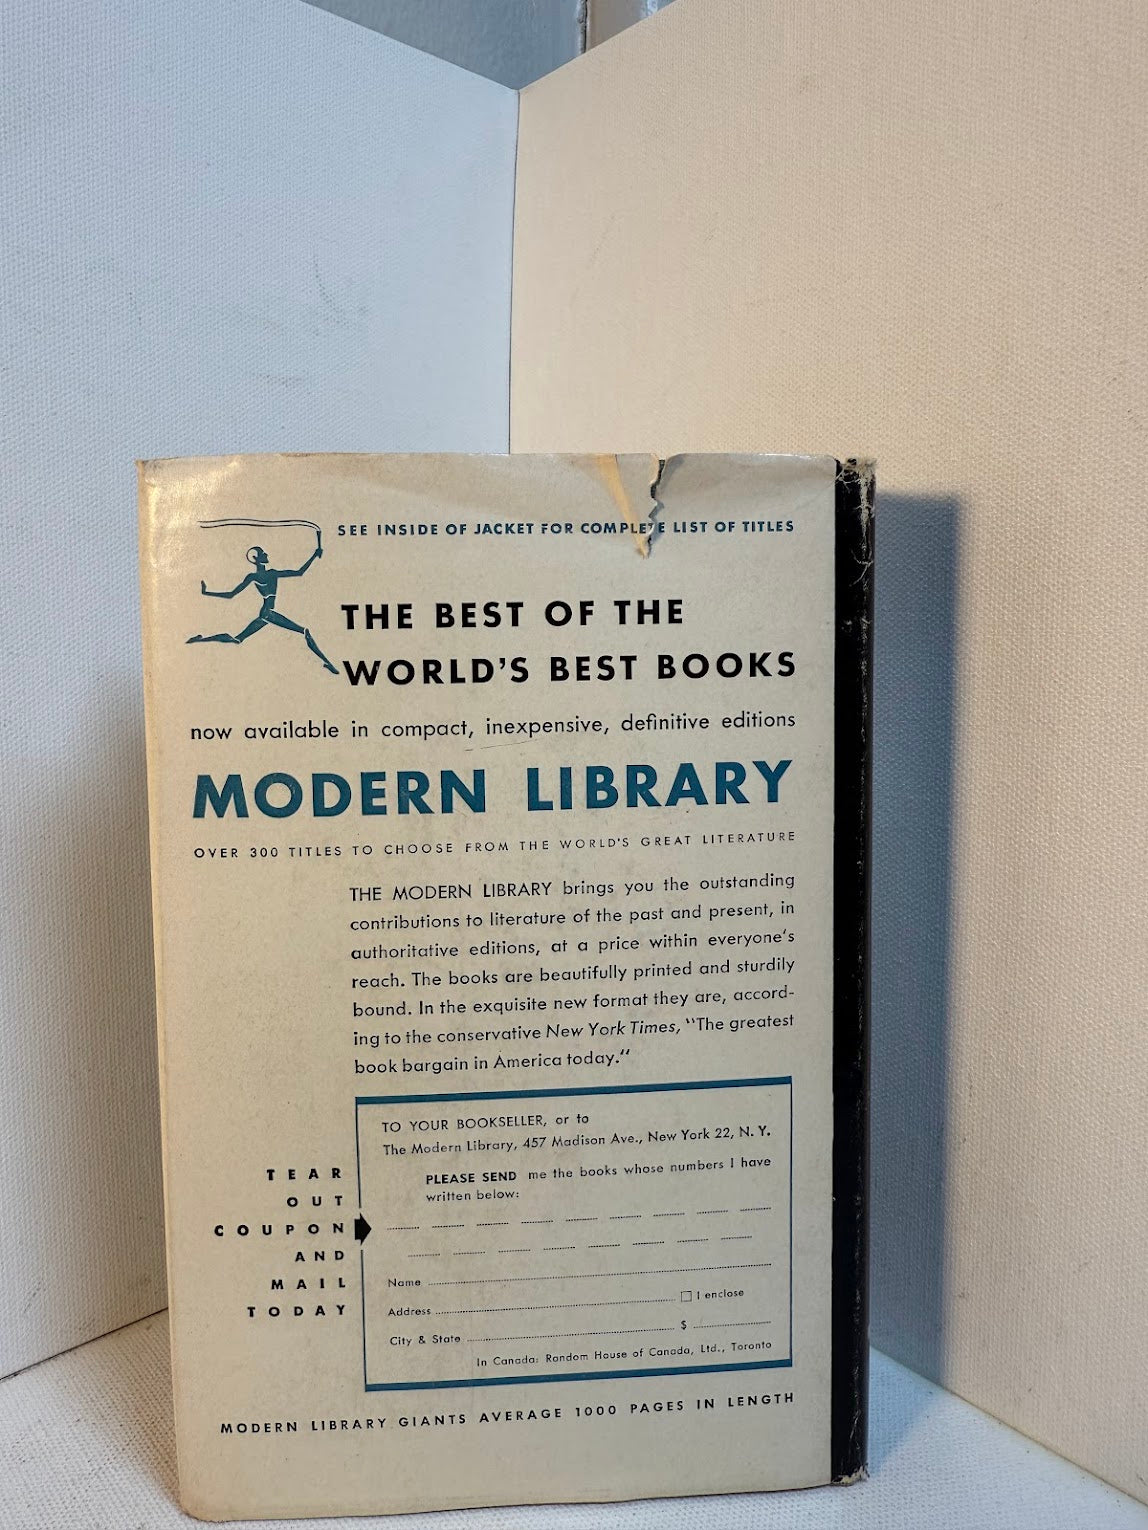 SEE INSIDE OF JACKET FOR COMPLETE LIST OF TITLES
THE BEST OF THE
WORLD'S BEST BOOKS
now available in compact, inexpensive, definitive editions
MODERN LIBRARY
OVER 300 TITLES TO CHOOSE FROM THE WORLD'S GREAT LITERATURE
THE MODERN LIBRARY brings you the outstanding
contributions to literature of the past and present, in
authoritative editions, at a price within everyone's
reach. The books are beautifully printed and sturdily
bound. In the exquisite new format they are, accord-
ing to the conservative New York Times, "The greatest
book bargain in America today."
TEAR
OUT
COUPON
AND
MAIL
TODAY
TO YOUR BOOKSELLER, or to
The Modern Library, 457 Madison Ave., New York 22, N. Y.
PLEASE SEND me the books whose numbers I have
written below:
Name
Address I enclose
City & State $
In Canada: Random House of Canada, Ltd., Toronto
MODERN LIBRARY GIANTS AVERAGE 1000 PAGES IN LENGTH